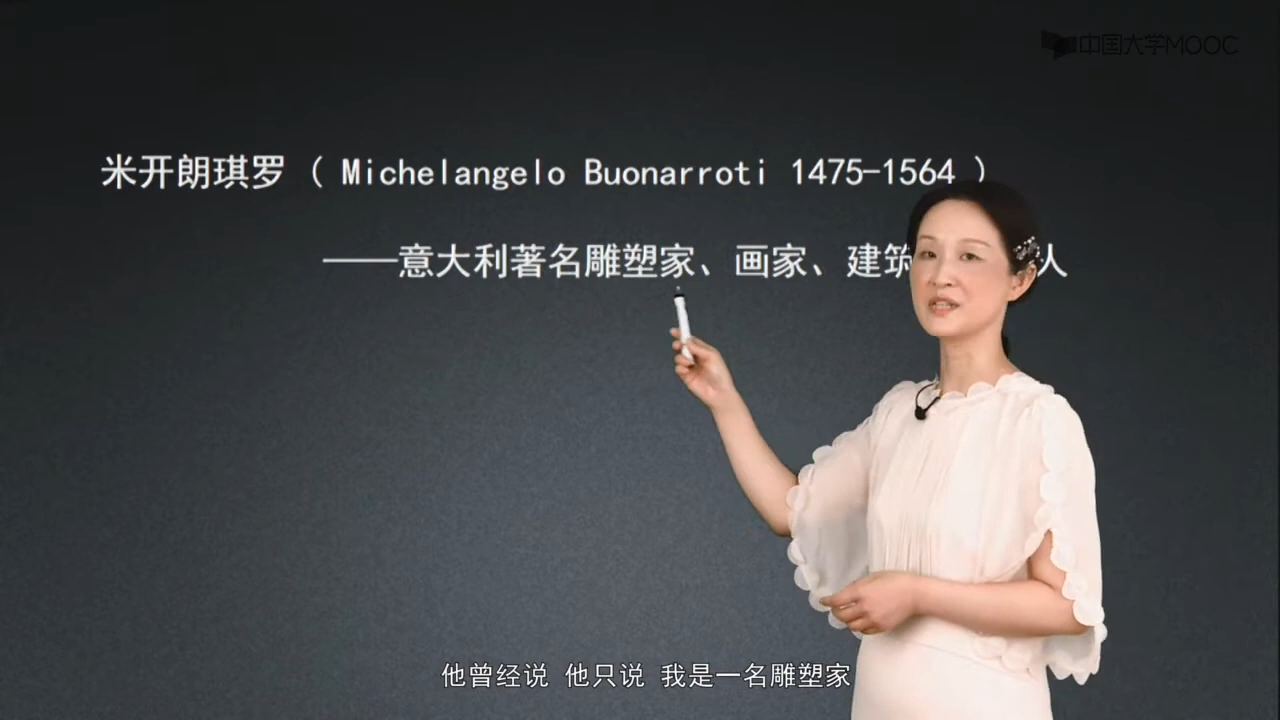 中国大学MOOC
米开朗琪罗 ( Michelangelo Buonarroti 1475-1564 )
——意大利著名雕塑家、画家、建筑 人
他曾经说 他只说 我是一名雕塑家